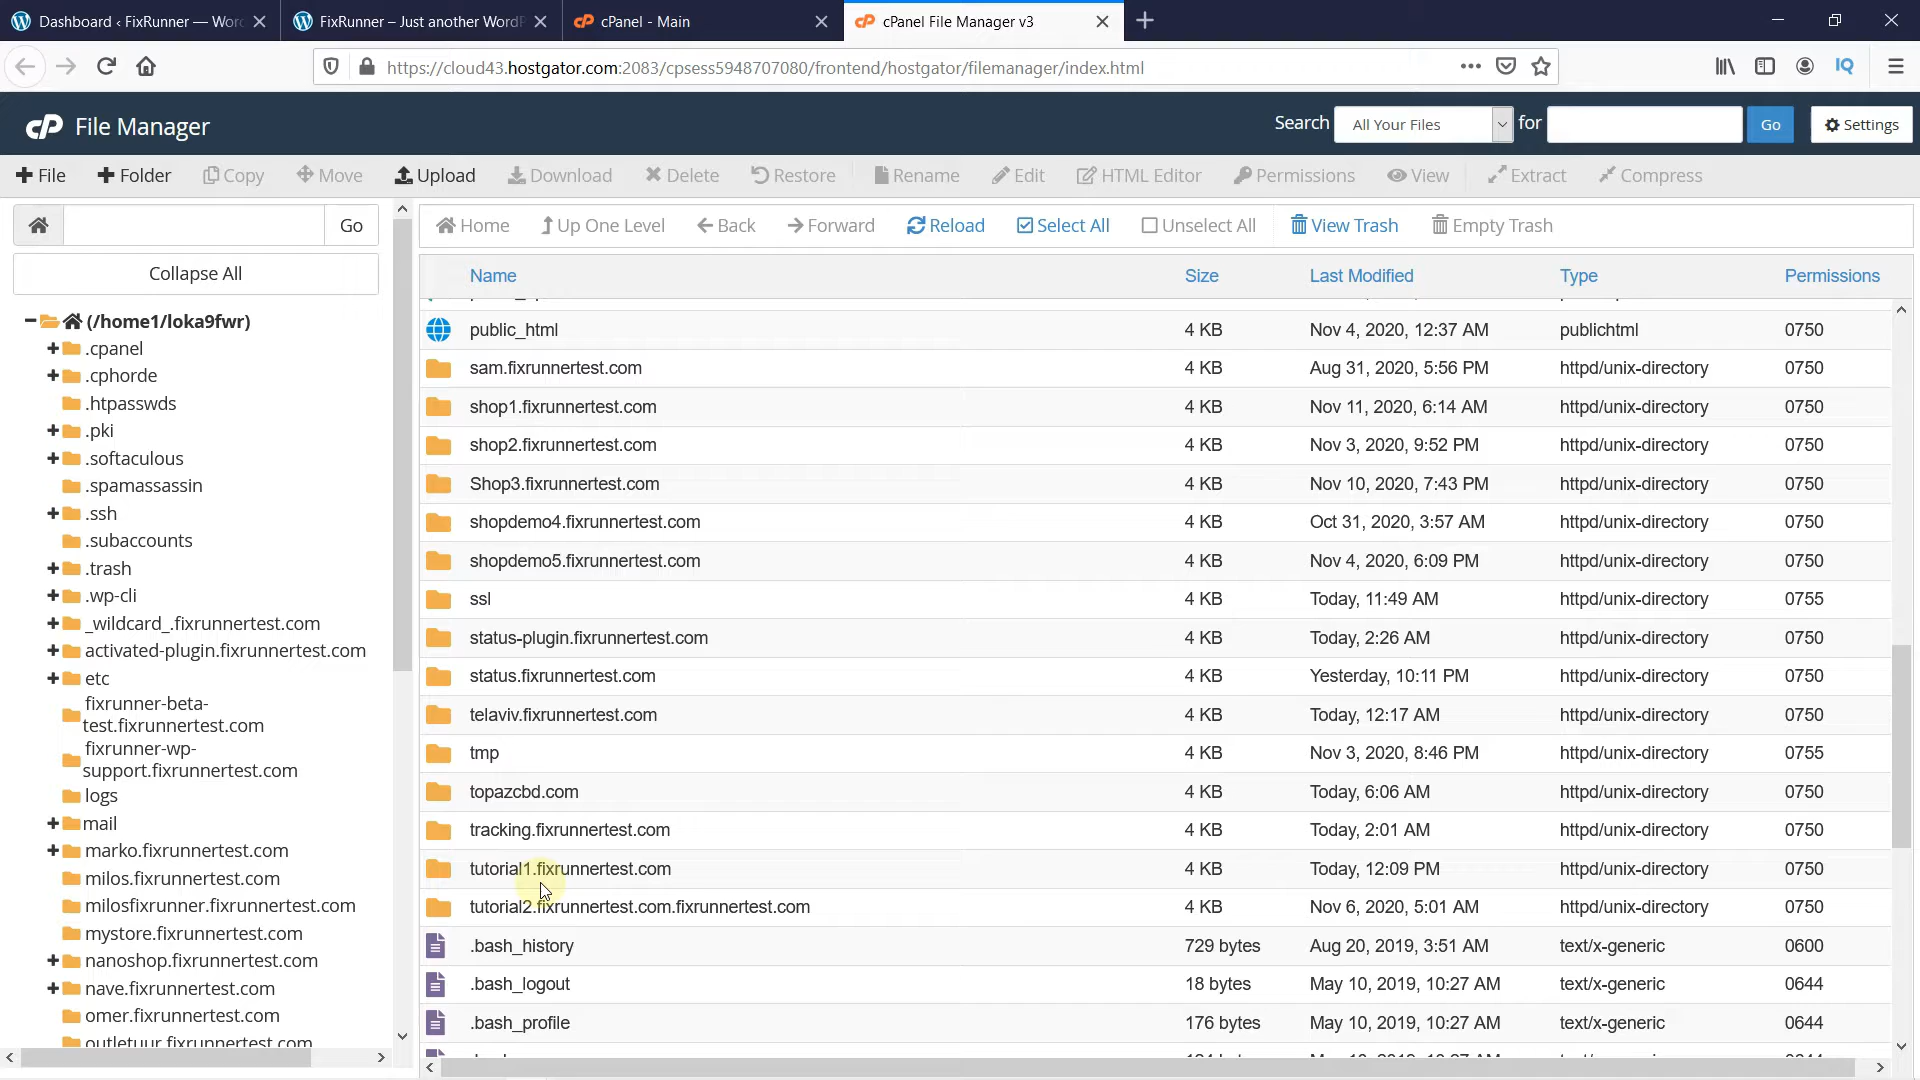 Dashboard ‹ FixRunner — Wor
FixRunner – Just another WordP
cPanel - Main
cPanel File Manager v3
https://cloud43.hostgator.com:2083/cpsess5948707080/frontend/hostgator/filemanager/index.html
IQ
cP File Manager
Search All Your Files for Go Settings
File Folder Copy Move Upload Download Delete Restore Rename Edit HTML Editor Permissions View Extract Compress
Go
Home Up One Level Back Forward Reload Select All Unselect All View Trash Empty Trash
Collapse All
(/home1/loka9fwr)
.cpanel
.cphorde
.htpasswds
.pki
.softaculous
.spamassassin
.ssh
.subaccounts
.trash
.wp-cli
_wildcard_.fixrunnertest.com
activated-plugin.fixrunnertest.com
etc
fixrunner-beta-
test.fixrunnertest.com
fixrunner-wp-
support.fixrunnertest.com
logs
mail
marko.fixrunnertest.com
milos.fixrunnertest.com
milosfixrunner.fixrunnertest.com
mystore.fixrunnertest.com
nanoshop.fixrunnertest.com
nave.fixrunnertest.com
omer.fixrunnertest.com
outletuur.fixrunnertest.com
Name Size Last Modified Type Permissions
public_html 4 KB Nov 4, 2020, 12:37 AM publichtml 0750
sam.fixrunnertest.com 4 KB Aug 31, 2020, 5:56 PM httpd/unix-directory 0750
shop1.fixrunnertest.com 4 KB Nov 11, 2020, 6:14 AM httpd/unix-directory 0750
shop2.fixrunnertest.com 4 KB Nov 3, 2020, 9:52 PM httpd/unix-directory 0750
Shop3.fixrunnertest.com 4 KB Nov 10, 2020, 7:43 PM httpd/unix-directory 0750
shopdemo4.fixrunnertest.com 4 KB Oct 31, 2020, 3:57 AM httpd/unix-directory 0750
shopdemo5.fixrunnertest.com 4 KB Nov 4, 2020, 6:09 PM httpd/unix-directory 0750
ssl 4 KB Today, 11:49 AM httpd/unix-directory 0755
status-plugin.fixrunnertest.com 4 KB Today, 2:26 AM httpd/unix-directory 0750
status.fixrunnertest.com 4 KB Yesterday, 10:11 PM httpd/unix-directory 0750
telaviv.fixrunnertest.com 4 KB Today, 12:17 AM httpd/unix-directory 0750
tmp 4 KB Nov 3, 2020, 8:46 PM httpd/unix-directory 0755
topazcbd.com 4 KB Today, 6:06 AM httpd/unix-directory 0750
tracking.fixrunnertest.com 4 KB Today, 2:01 AM httpd/unix-directory 0750
tutorial1.fixrunnertest.com 4 KB Today, 12:09 PM httpd/unix-directory 0750
tutorial2.fixrunnertest.com.fixrunnertest.com 4 KB Nov 6, 2020, 5:01 AM httpd/unix-directory 0750
.bash_history 729 bytes Aug 20, 2019, 3:51 AM text/x-generic 0600
.bash_logout 18 bytes May 10, 2019, 10:27 AM text/x-generic 0644
.bash_profile 176 bytes May 10, 2019, 10:27 AM text/x-generic 0644